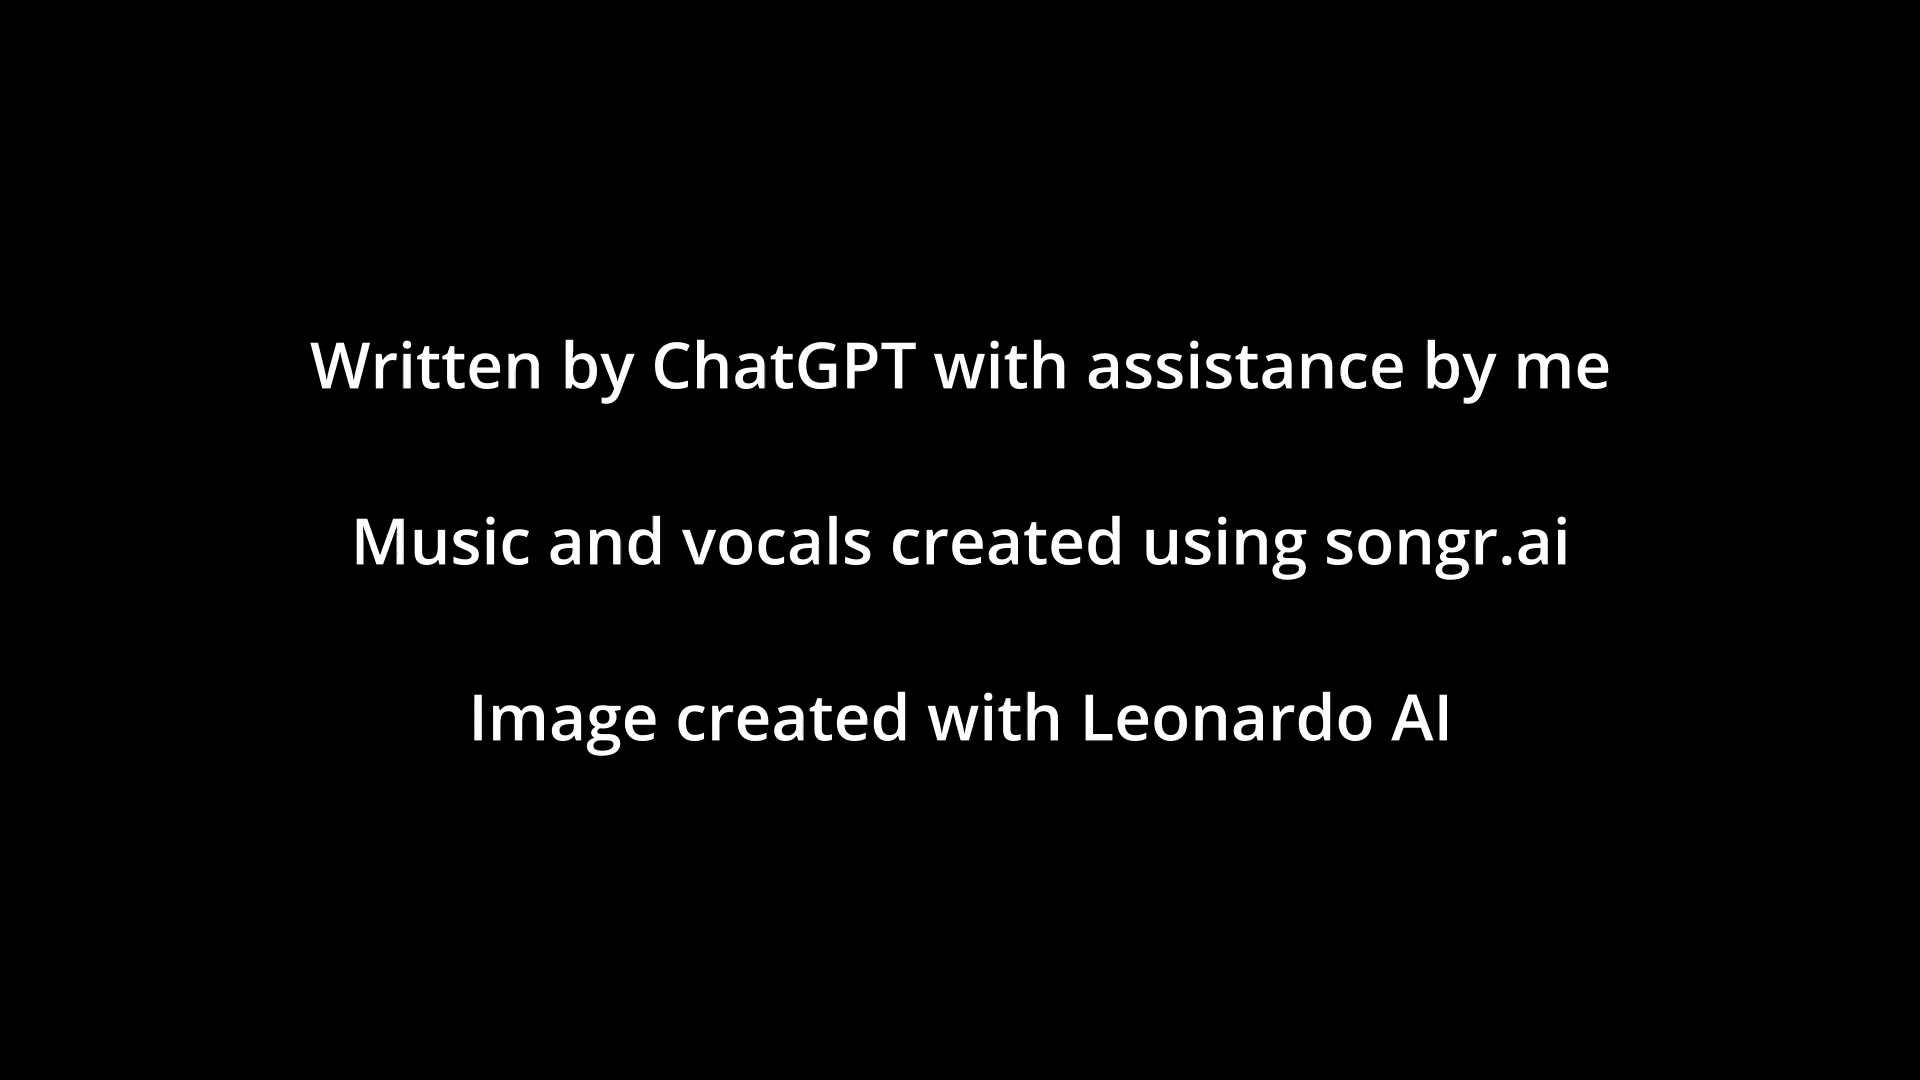 Written by ChatGPT with assistance by me
Music and vocals created using songr.ai
Image created with Leonardo AI